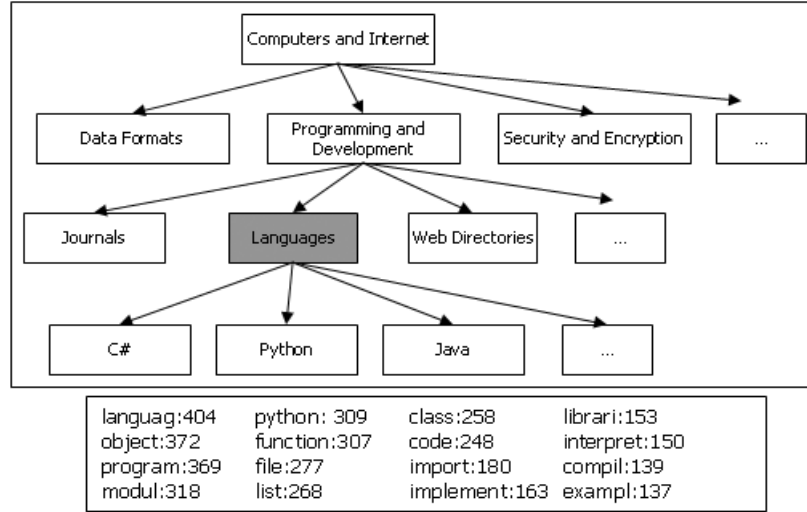 Computers and Internet
Data Formats
Programming and
Development
Security and Encryption
...
Journals
Languages
Web Directories
...
C#
Python
Java
...
languag:404 python: 309 class:258 librari:153
object:372 function:307 code:248 interpret:150
program:369 file:277 import:180 compil:139
modul:318 list:268 implement:163 exampl:137